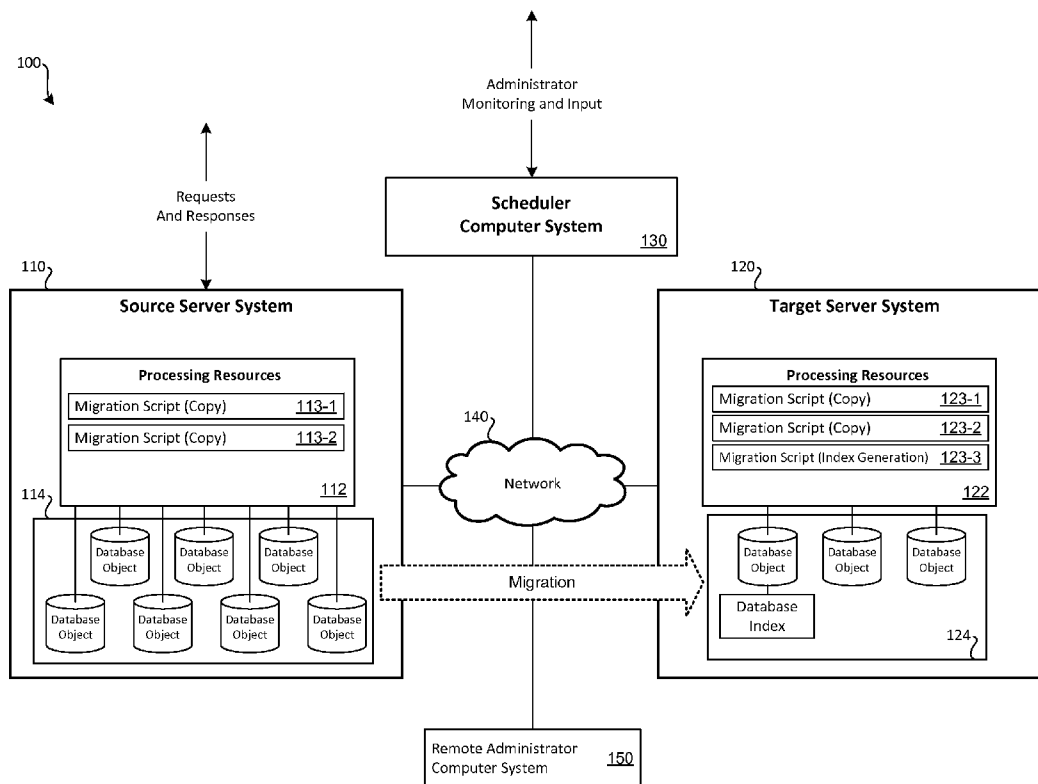 100
Administrator
Monitoring and Input
Requests
And Responses
Scheduler
Computer System
130
110
Source Server System
Processing Resources
Migration Script (Copy) 113-1
Migration Script (Copy) 113-2
112
114
Database
Object
Database
Object
Database
Object
Database
Object
Database
Object
Database
Object
Database
Object
140
Network
Migration
120
Target Server System
Processing Resources
Migration Script (Copy) 123-1
Migration Script (Copy) 123-2
Migration Script (Index Generation) 123-3
122
Database
Object
Database
Object
Database
Object
Database
Index
124
Remote Administrator
Computer System
150